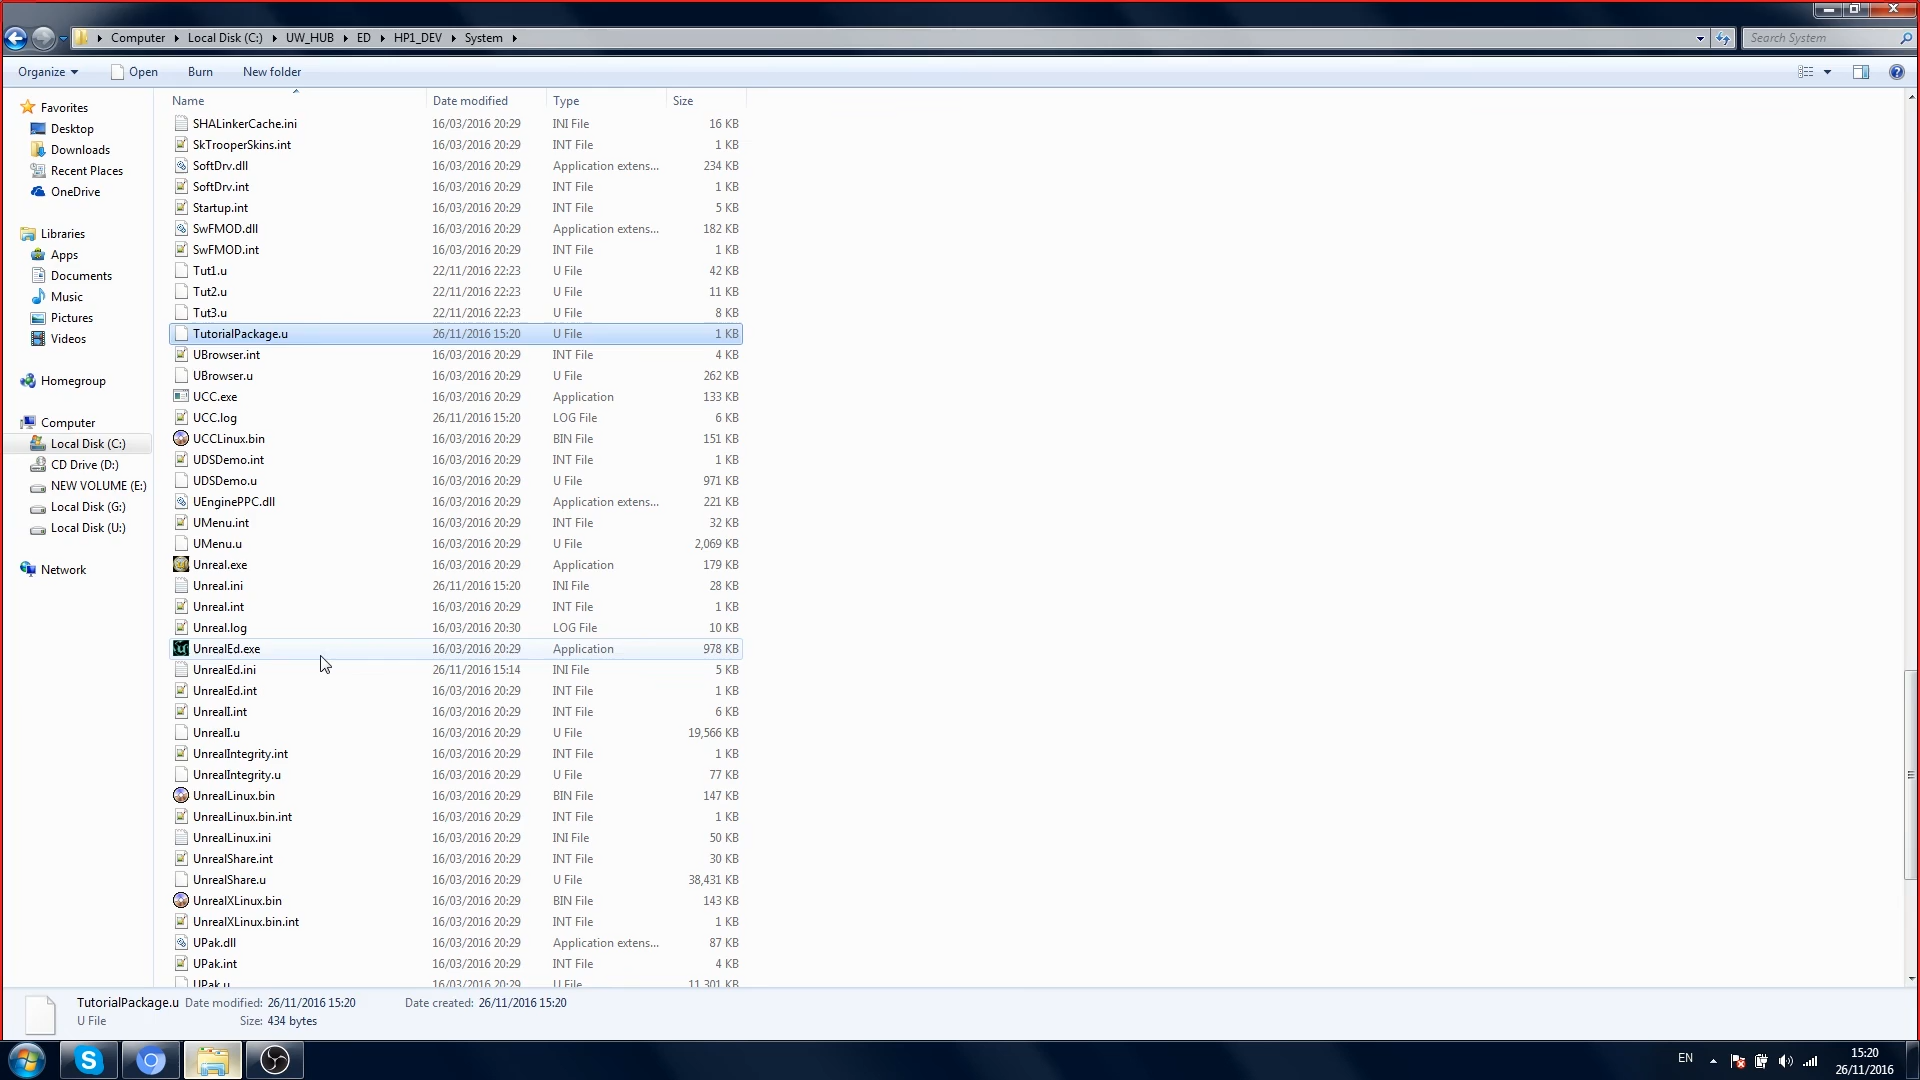 Computer Local Disk (C:) UW_HUB ED HP1_DEV System Search System
Organize Open Burn New folder
Favorites
Desktop
Downloads
Recent Places
OneDrive
Libraries
Apps
Documents
Music
Pictures
Videos
Homegroup
Computer
Local Disk (C:)
CD Drive (D:)
NEW VOLUME (E:)
Local Disk (G:)
Local Disk (U:)
Network
Name Date modified Type Size
SHALinkerCache.ini 16/03/2016 20:29 INI File 16 KB
SkTrooperSkins.int 16/03/2016 20:29 INT File 1 KB
SoftDrv.dll 16/03/2016 20:29 Application extens... 234 KB
SoftDrv.int 16/03/2016 20:29 INT File 1 KB
Startup.int 16/03/2016 20:29 INT File 5 KB
SwFMOD.dll 16/03/2016 20:29 Application extens... 182 KB
SwFMOD.int 16/03/2016 20:29 INT File 1 KB
Tut1.u 22/11/2016 22:23 U File 42 KB
Tut2.u 22/11/2016 22:23 U File 11 KB
Tut3.u 22/11/2016 22:23 U File 8 KB
TutorialPackage.u 26/11/2016 15:20 U File 1 KB
UBrowser.int 16/03/2016 20:29 INT File 4 KB
UBrowser.u 16/03/2016 20:29 U File 262 KB
UCC.exe 16/03/2016 20:29 Application 133 KB
UCC.log 26/11/2016 15:20 LOG File 6 KB
UCCLinux.bin 16/03/2016 20:29 BIN File 151 KB
UDSDemo.int 16/03/2016 20:29 INT File 1 KB
UDSDemo.u 16/03/2016 20:29 U File 971 KB
UEnginePPC.dll 16/03/2016 20:29 Application extens... 221 KB
UMenu.int 16/03/2016 20:29 INT File 32 KB
UMenu.u 16/03/2016 20:29 U File 2,069 KB
Unreal.exe 16/03/2016 20:29 Application 179 KB
Unreal.ini 26/11/2016 15:20 INI File 28 KB
Unreal.int 16/03/2016 20:29 INT File 1 KB
Unreal.log 16/03/2016 20:30 LOG File 10 KB
UnrealEd.exe 16/03/2016 20:29 Application 978 KB
UnrealEd.ini 26/11/2016 15:14 INI File 5 KB
UnrealEd.int 16/03/2016 20:29 INT File 1 KB
UnrealI.int 16/03/2016 20:29 INT File 6 KB
UnrealI.u 16/03/2016 20:29 U File 19,566 KB
UnrealIntegrity.int 16/03/2016 20:29 INT File 1 KB
UnrealIntegrity.u 16/03/2016 20:29 U File 77 KB
UnrealLinux.bin 16/03/2016 20:29 BIN File 147 KB
UnrealLinux.bin.int 16/03/2016 20:29 INT File 1 KB
UnrealLinux.ini 16/03/2016 20:29 INI File 50 KB
UnrealShare.int 16/03/2016 20:29 INT File 30 KB
UnrealShare.u 16/03/2016 20:29 U File 38,431 KB
UnrealXLinux.bin 16/03/2016 20:29 BIN File 143 KB
UnrealXLinux.bin.int 16/03/2016 20:29 INT File 1 KB
UPak.dll 16/03/2016 20:29 Application extens... 87 KB
UPak.int 16/03/2016 20:29 INT File 4 KB
UPak.u 16/03/2016 20:29 U File 11,301 KB
TutorialPackage.u Date modified: 26/11/2016 15:20 Date created: 26/11/2016 15:20
U File Size: 434 bytes
EN 15:20
26/11/2016